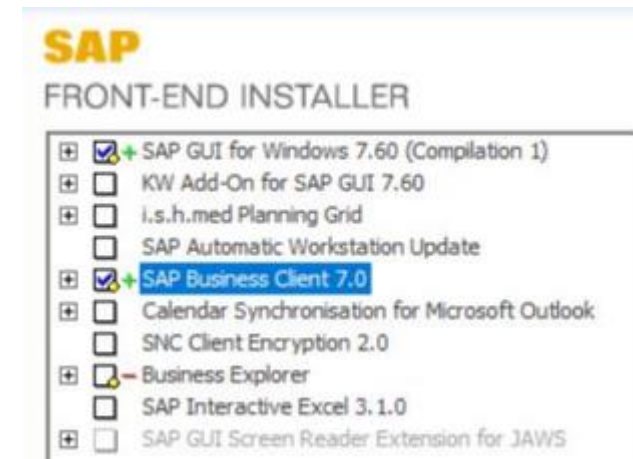 SAP
FRONT-END INSTALLER
SAP GUI for Windows 7.60 (Compilation 1)
KW Add-On for SAP GUI 7.60
i.s.h.med Planning Grid
SAP Automatic Workstation Update
SAP Business Client 7.0
Calendar Synchronisation for Microsoft Outlook
SNC Client Encryption 2.0
Business Explorer
SAP Interactive Excel 3.1.0
SAP GUI Screen Reader Extension for JAWS